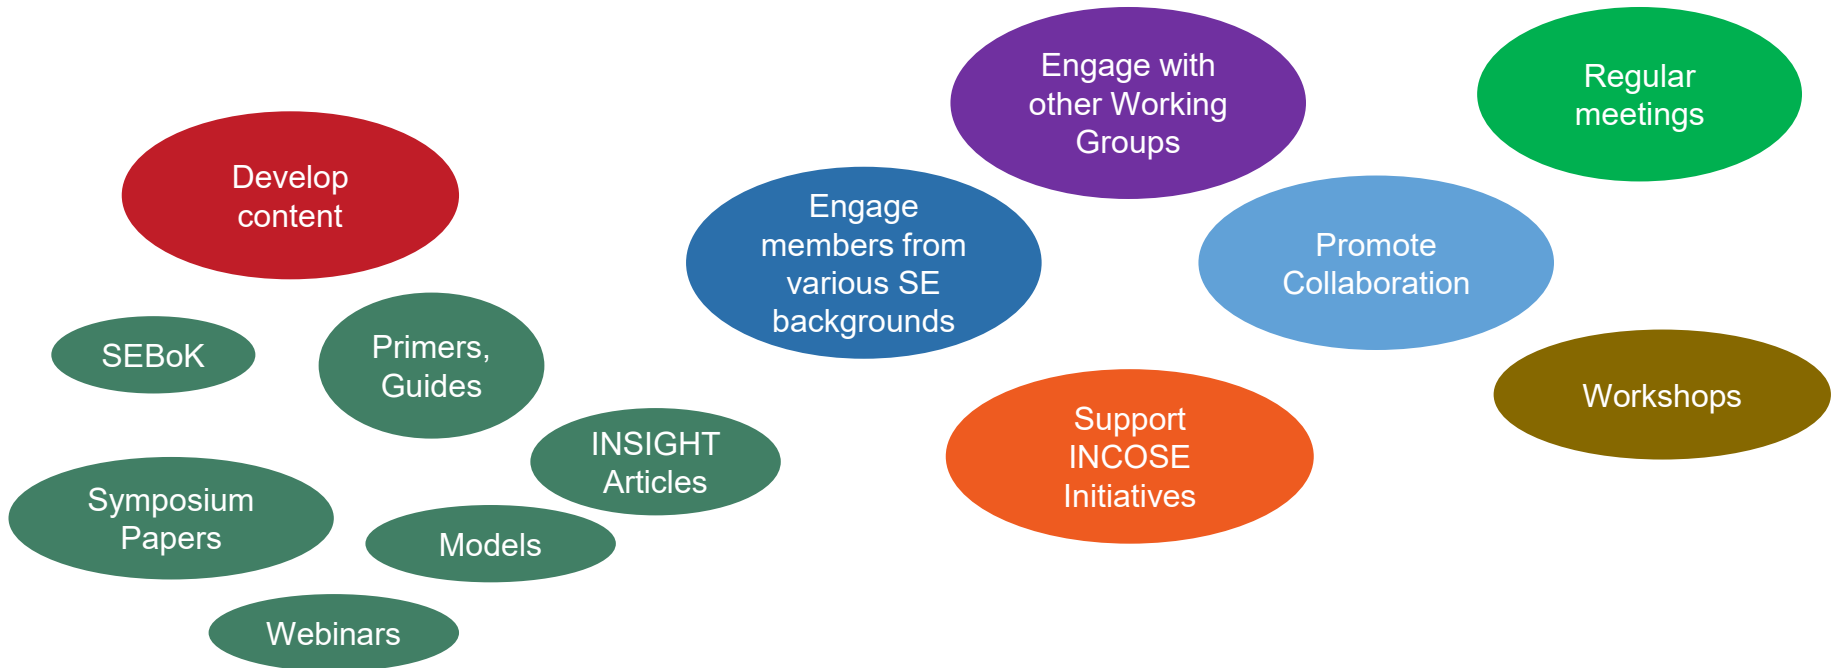 Develop
content
SEBoK
Primers,
Guides
INSIGHT
Articles
Symposium
Papers
Models
Webinars
Engage with
other Working
Groups
Engage
members from
various SE
backgrounds
Promote
Collaboration
Support
INCOSE
Initiatives
Regular
meetings
Workshops